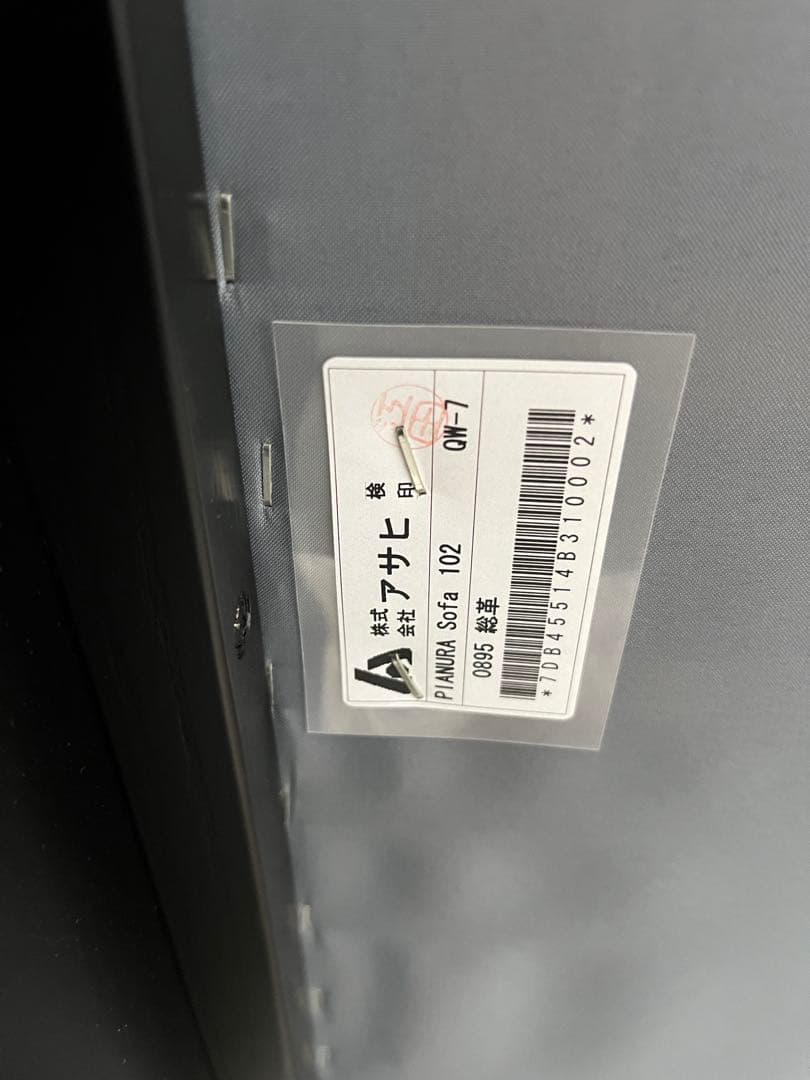 株式会社 アサヒ 検印
PIANURA Sofa 102 QW-7
0895 総革
*7DB45514B310002*